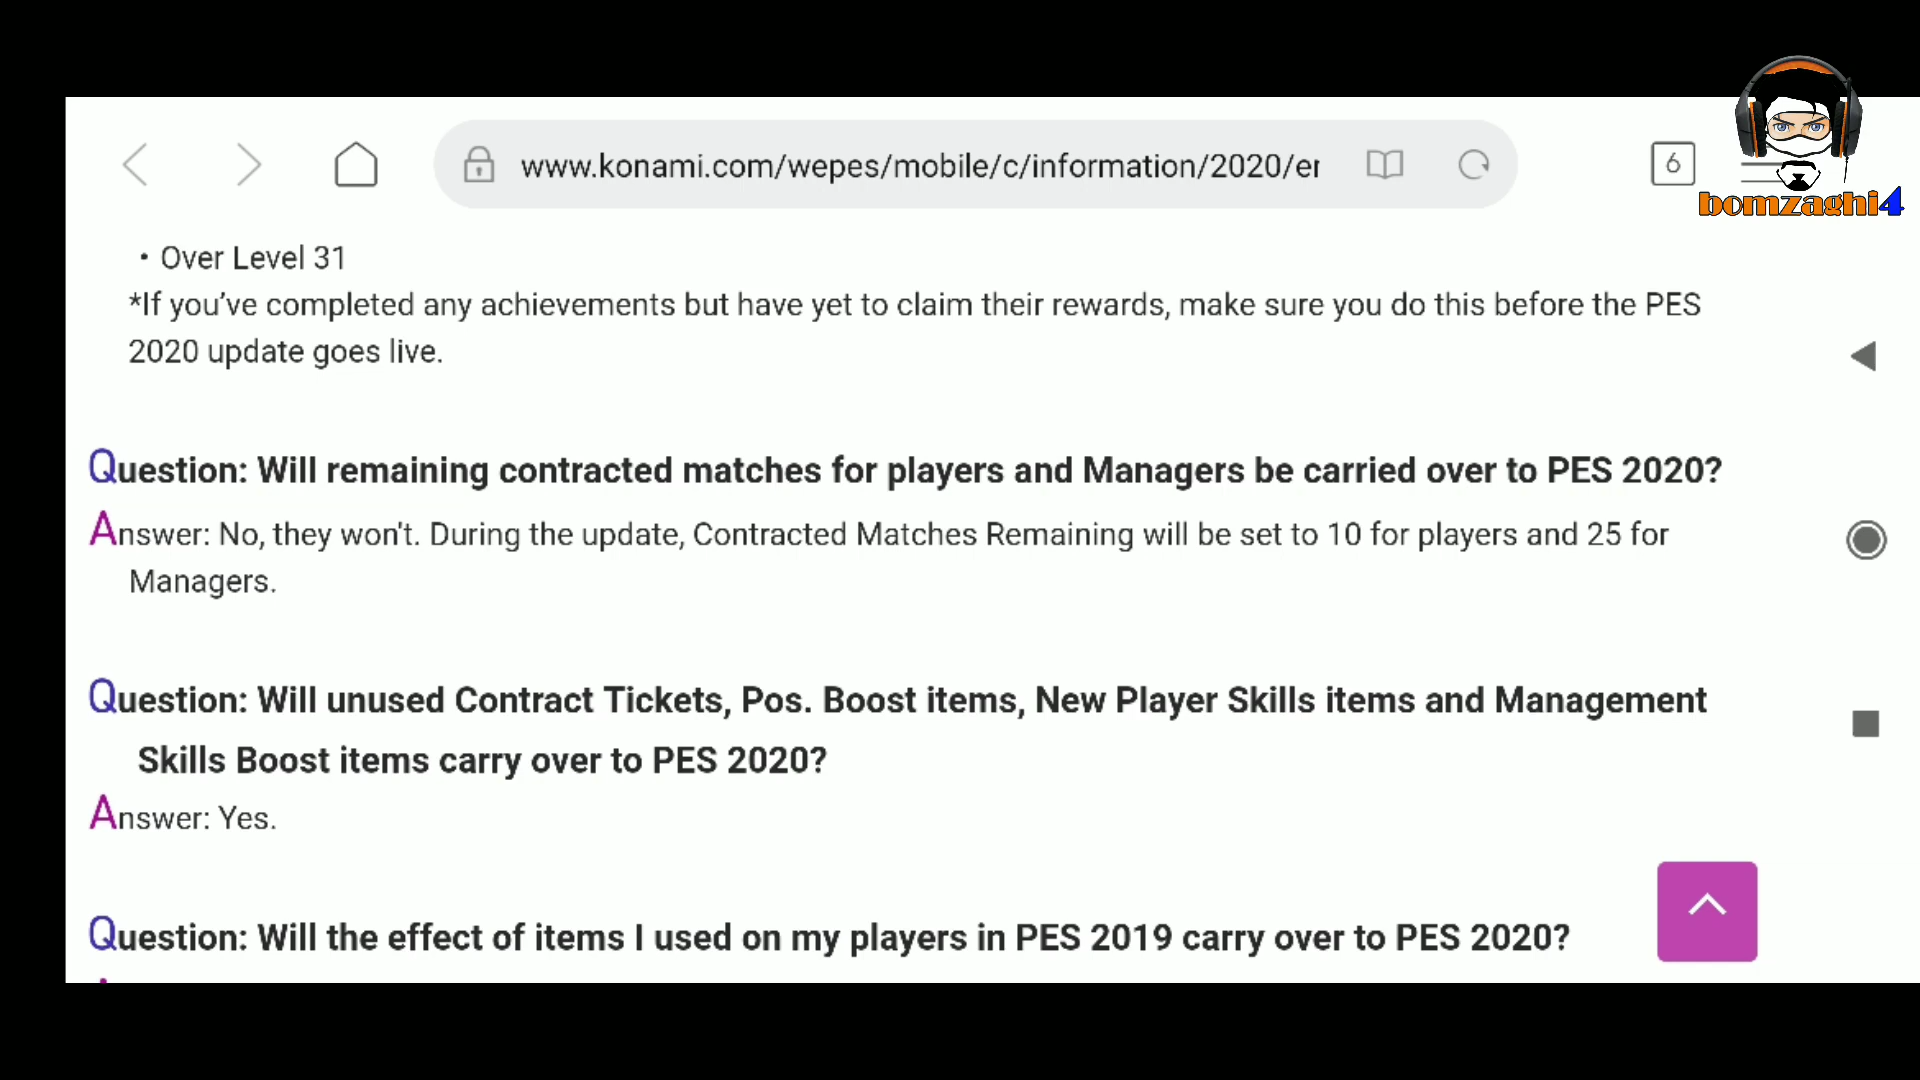 www.konami.com/wepes/mobile/c/information/2020/er
6
bomzaghi4
• Over Level 31
*If you’ve completed any achievements but have yet to claim their rewards, make sure you do this before the PES
2020 update goes live.
Question: Will remaining contracted matches for players and Managers be carried over to PES 2020?
Answer: No, they won't. During the update, Contracted Matches Remaining will be set to 10 for players and 25 for
Managers.
Question: Will unused Contract Tickets, Pos. Boost items, New Player Skills items and Management
Skills Boost items carry over to PES 2020?
Answer: Yes.
Question: Will the effect of items I used on my players in PES 2019 carry over to PES 2020?